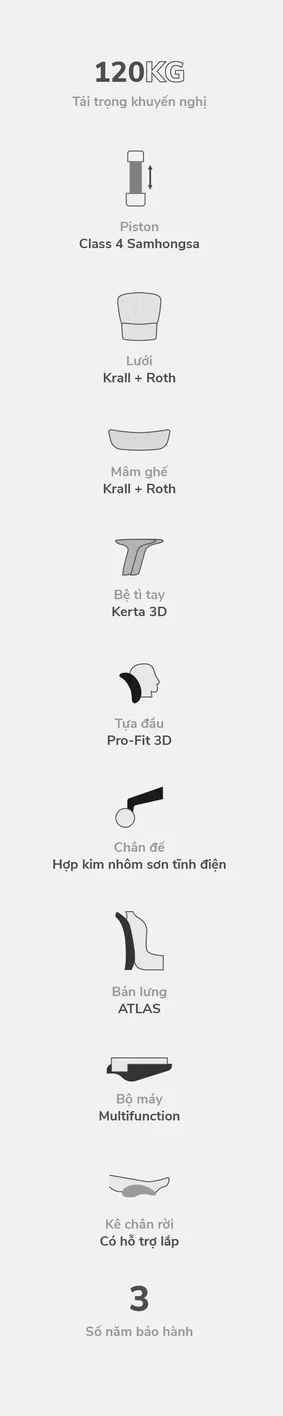 120KG
Tải trọng khuyến nghị
Piston
Class 4 Samhongsa
Lưới
Krall + Roth
Mâm ghế
Krall + Roth
Bệ tì tay
Kerta 3D
Tựa đầu
Pro-Fit 3D
Chân đế
Hợp kim nhôm sơn tĩnh điện
Bản lưng
ATLAS
Bộ máy
Multifunction
Kê chân rời
Có hỗ trợ lắp
3
Số năm bảo hành